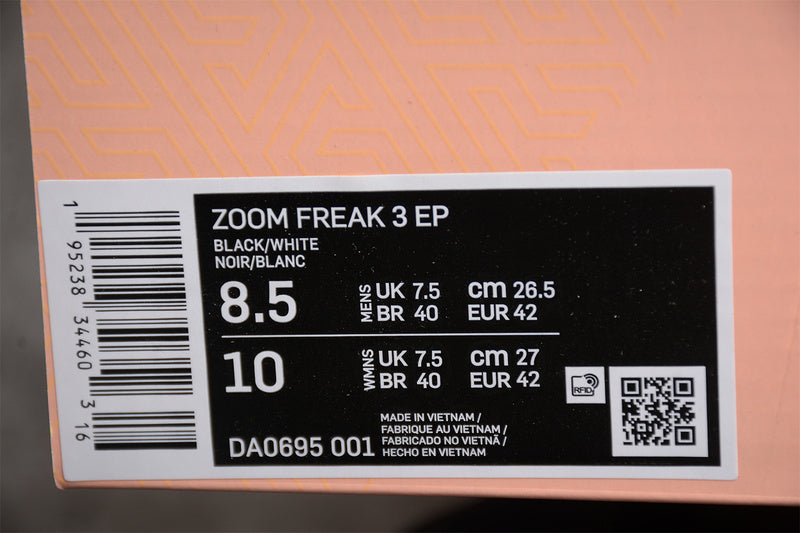 ZOOM FREAK 3 EP
BLACK/WHITE
NOIR/BLANC
8.5 MENS UK 7.5 cm 26.5
BR 40 EUR 42
10 WMNS UK 7.5 cm 27
BR 40 EUR 42
RFID
MADE IN VIETNAM /
FABRIQUE AU VIETNAM /
FABRICADO NO VIETNÃ /
HECHO EN VIETNAM
DA0695 001
1 95238 34460 3 16